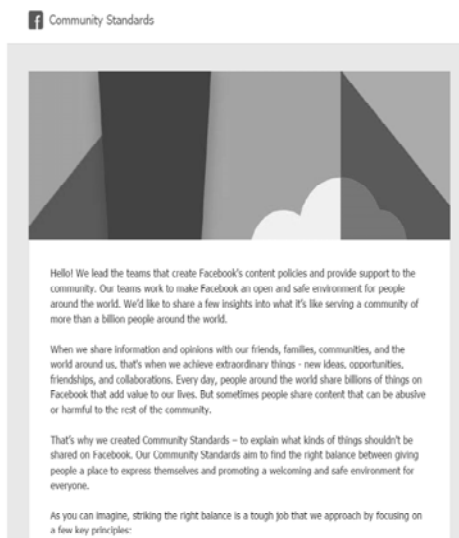 f Community Standards
Hello! We lead the teams that create Facebook's content policies and provide support to the
community. Our teams work to make Facebook an open and safe environment for people
around the world. We'd like to share a few insights into what it's like serving a community of
more than a billion people around the world.
When we share information and opinions with our friends, families, communities, and the
world around us, that's when we achieve extraordinary things - new ideas, opportunities,
friendships, and collaborations. Every day, people around the world share billions of things on
Facebook that add value to our lives. But sometimes people share content that can be abusive
or harmful to the rest of the community.
That's why we created Community Standards – to explain what kinds of things shouldn't be
shared on Facebook. Our Community Standards aim to find the right balance between giving
people a place to express themselves and promoting a welcoming and safe environment for
everyone.
As you can imagine, striking the right balance is a tough job that we approach by focusing on
a few key principles: